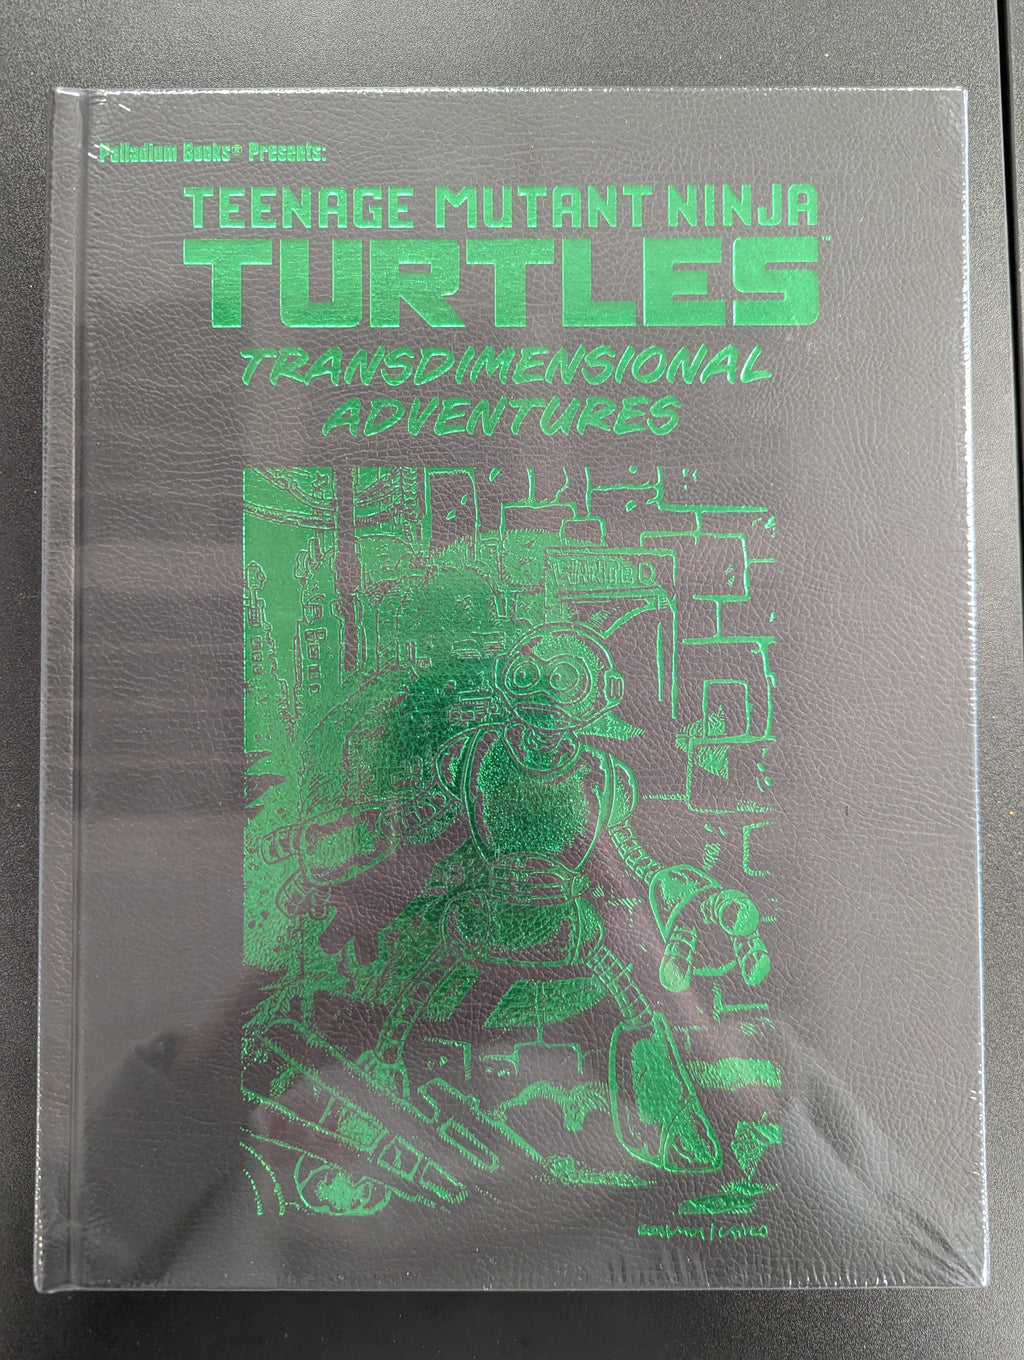 Palladium Books® Presents:
TEENAGE MUTANT NINJA
TURTLES™
TRANSDIMENSIONAL
ADVENTURES